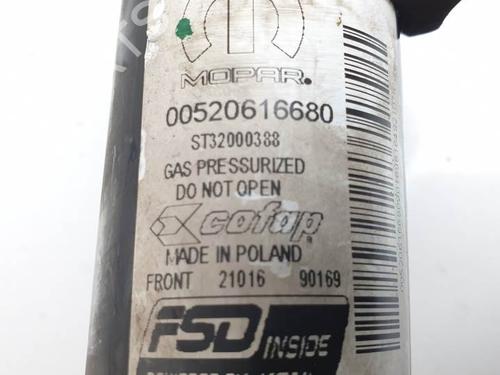 MOPAR.
00520616680
ST32000388
GAS PRESSURIZED
DO NOT OPEN
cofap
MADE IN POLAND
FRONT 21016 90169
FSD INSIDE